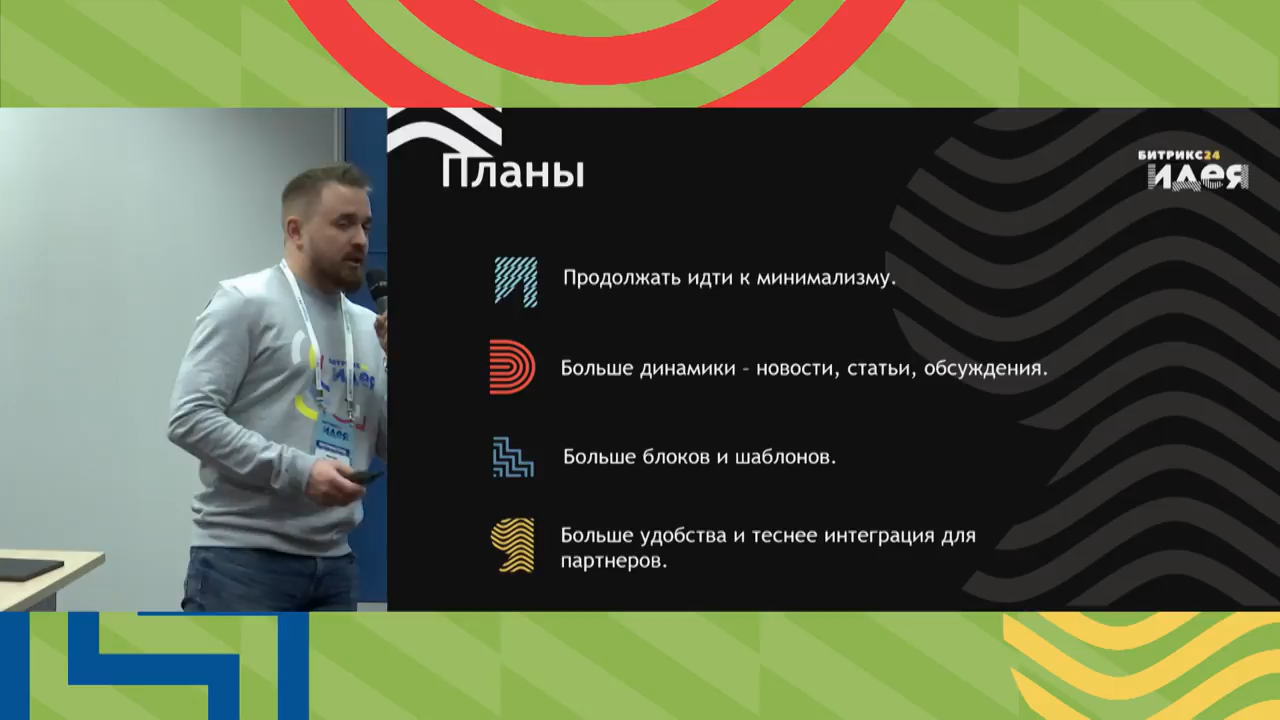 Планы
БИТРИКС24
идея
Продолжать идти к минимализму.
Больше динамики - новости, статьи, обсуждения.
Больше блоков и шаблонов.
Больше удобства и теснее интеграция для
партнеров.
идея